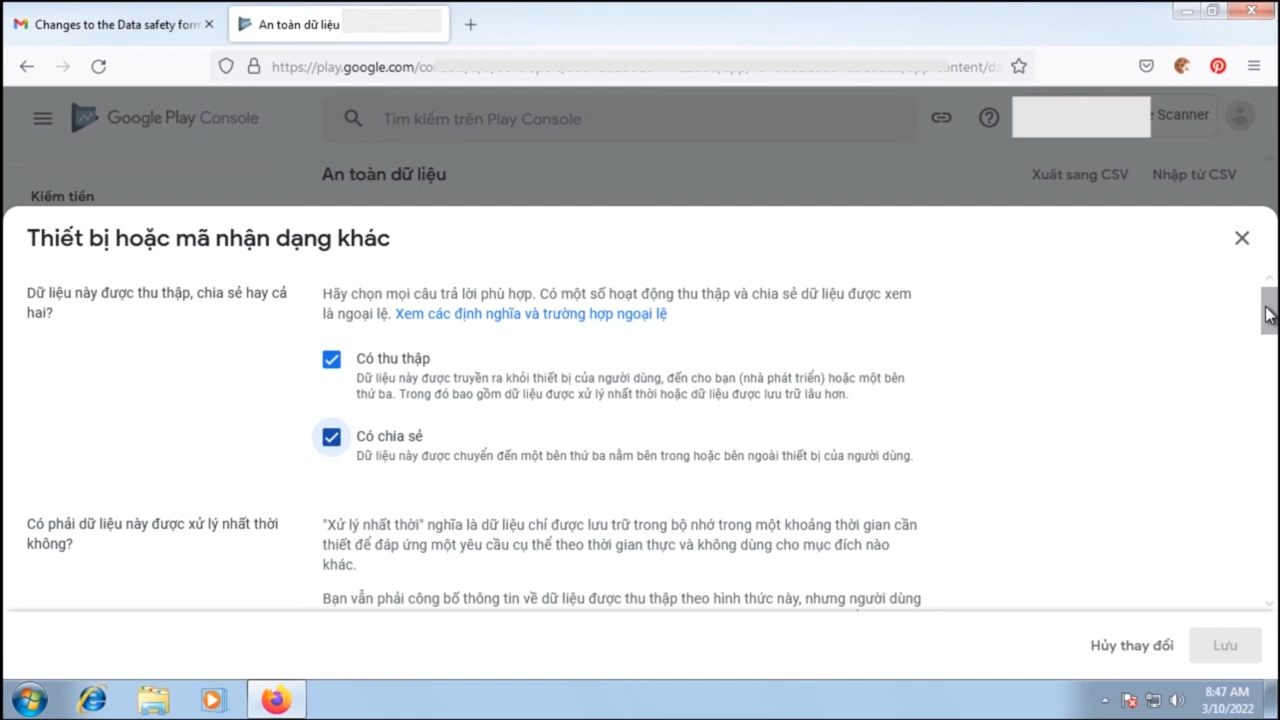 Changes to the Data safety form
An toàn dữ liệu
https://play.google.com/
Google Play Console
Tìm kiếm trên Play Console
Scanner
An toàn dữ liệu
Xuất sang CSV
Nhập từ CSV
Kiếm tiền
Thiết bị hoặc mã nhận dạng khác
Dữ liệu này được thu thập, chia sẻ hay cả
hai?
Hãy chọn mọi câu trả lời phù hợp. Có một số hoạt động thu thập và chia sẻ dữ liệu được xem
là ngoại lệ. Xem các định nghĩa và trường hợp ngoại lệ
Có thu thập
Dữ liệu này được truyền ra khỏi thiết bị của người dùng, đến cho bạn (nhà phát triển) hoặc một bên
thứ ba. Trong đó bao gồm dữ liệu được xử lý nhất thời hoặc dữ liệu được lưu trữ lâu hơn.
Có chia sẻ
Dữ liệu này được chuyển đến một bên thứ ba nằm bên trong hoặc bên ngoài thiết bị của người dùng.
Có phải dữ liệu này được xử lý nhất thời
không?
"Xử lý nhất thời" nghĩa là dữ liệu chỉ được lưu trữ trong bộ nhớ trong một khoảng thời gian cần
thiết để đáp ứng một yêu cầu cụ thể theo thời gian thực và không dùng cho mục đích nào
khác.
Bạn vẫn phải công bố thông tin về dữ liệu được thu thập theo hình thức này, nhưng người dùng
Hủy thay đổi
Lưu
8:47 AM
3/10/2022